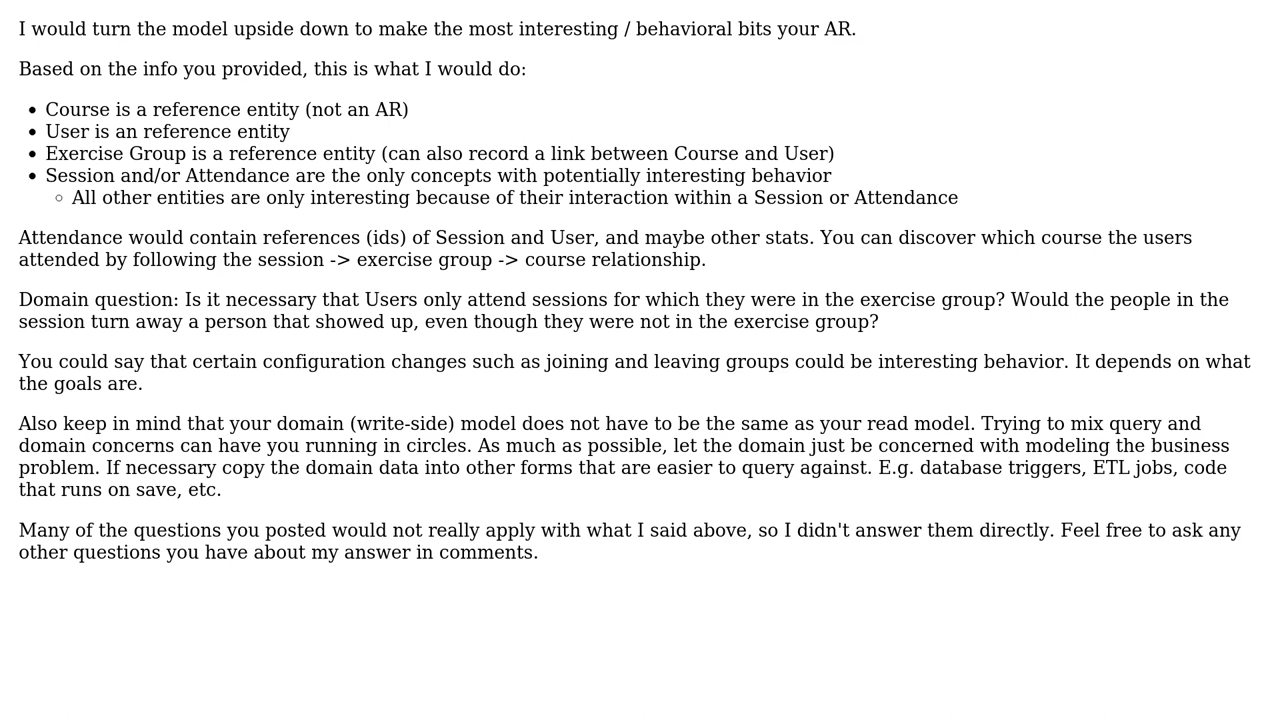 I would turn the model upside down to make the most interesting / behavioral bits your AR.
Based on the info you provided, this is what I would do:
• Course is a reference entity (not an AR)
• User is an reference entity
• Exercise Group is a reference entity (can also record a link between Course and User)
• Session and/or Attendance are the only concepts with potentially interesting behavior
◦ All other entities are only interesting because of their interaction within a Session or Attendance
Attendance would contain references (ids) of Session and User, and maybe other stats. You can discover which course the users
attended by following the session -> exercise group -> course relationship.
Domain question: Is it necessary that Users only attend sessions for which they were in the exercise group? Would the people in the
session turn away a person that showed up, even though they were not in the exercise group?
You could say that certain configuration changes such as joining and leaving groups could be interesting behavior. It depends on what
the goals are.
Also keep in mind that your domain (write-side) model does not have to be the same as your read model. Trying to mix query and
domain concerns can have you running in circles. As much as possible, let the domain just be concerned with modeling the business
problem. If necessary copy the domain data into other forms that are easier to query against. E.g. database triggers, ETL jobs, code
that runs on save, etc.
Many of the questions you posted would not really apply with what I said above, so I didn't answer them directly. Feel free to ask any
other questions you have about my answer in comments.